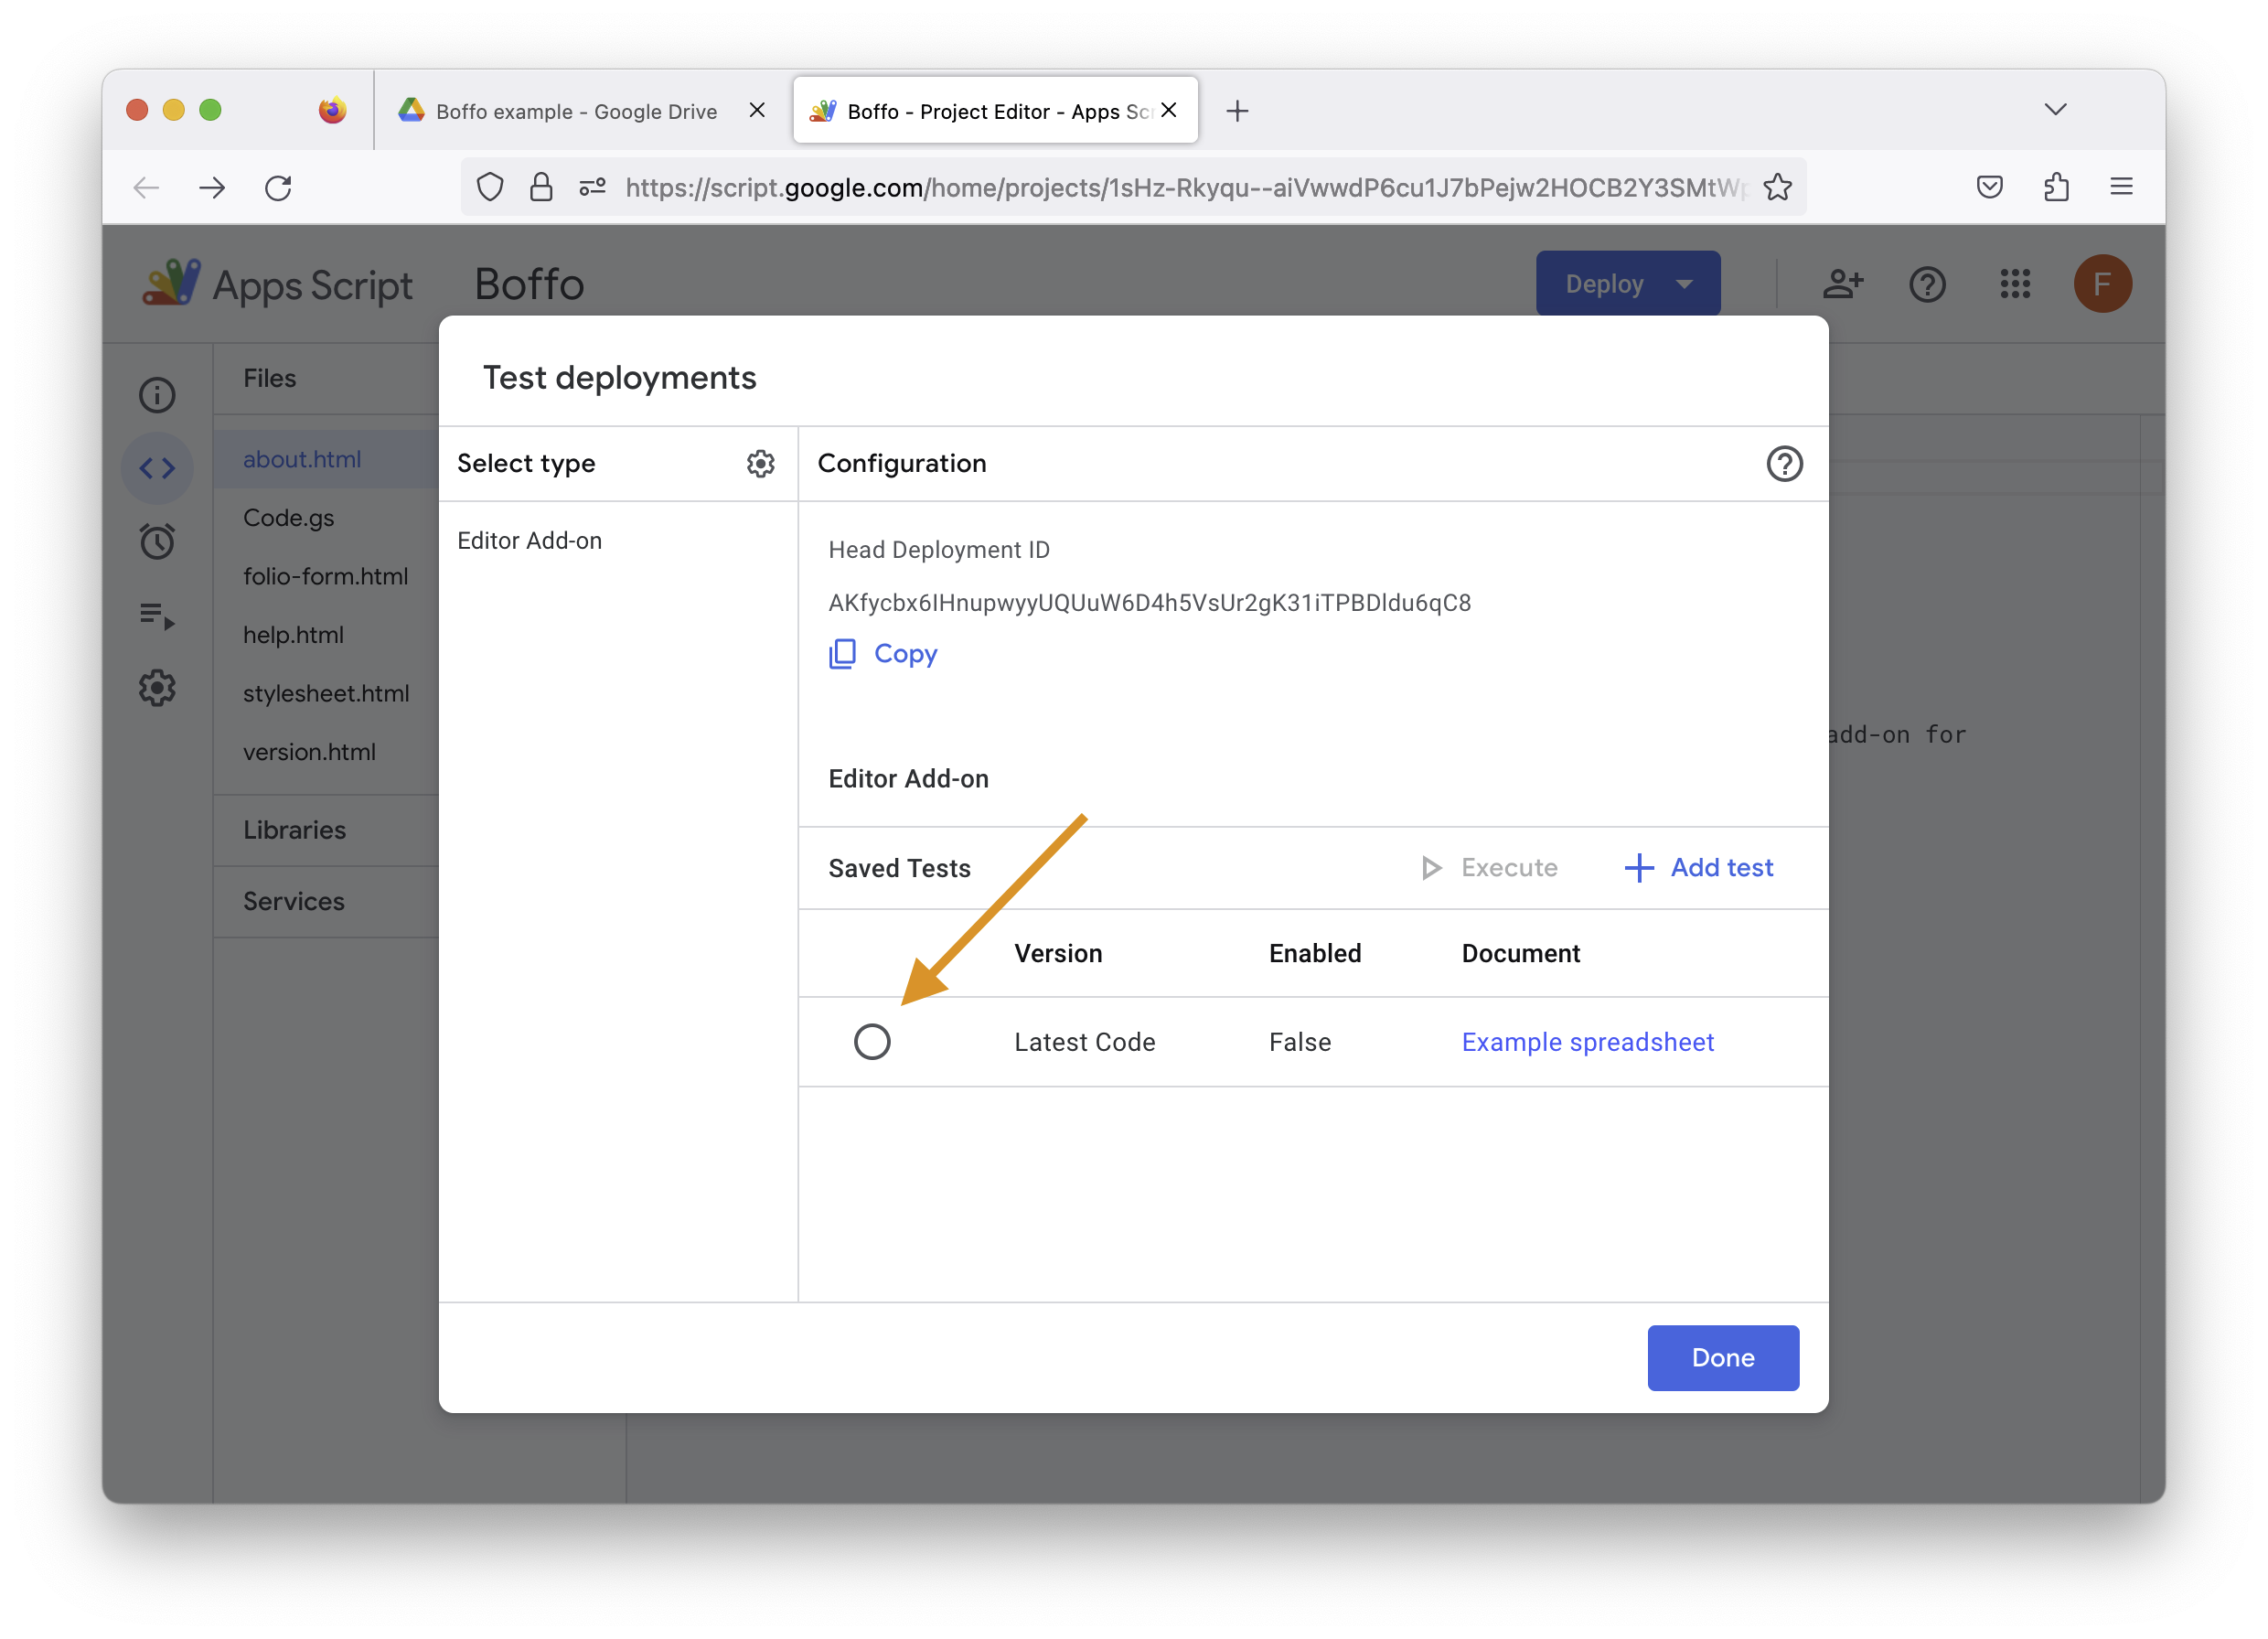 Boffo example - Google Drive
Boffo - Project Editor - Apps Scr
https://script.google.com/home/projects/1sHz-Rkyqu--aiVwwdP6cu1J7bPejw2HOCB2Y3SMtWp
Apps Script
Boffo
Deploy
F
Test deployments
Files
Select type
Configuration
about.html
Editor Add-on
Code.gs
Head Deployment ID
folio-form.html
AKfycbx6IHnupwyyUQUuW6D4h5VsUr2gK31iTPBDldu6qC8
help.html
Copy
stylesheet.html
add-on for
version.html
Editor Add-on
Libraries
Saved Tests
Execute
Add test
Services
Version Enabled Document
Latest Code False Example spreadsheet
Done